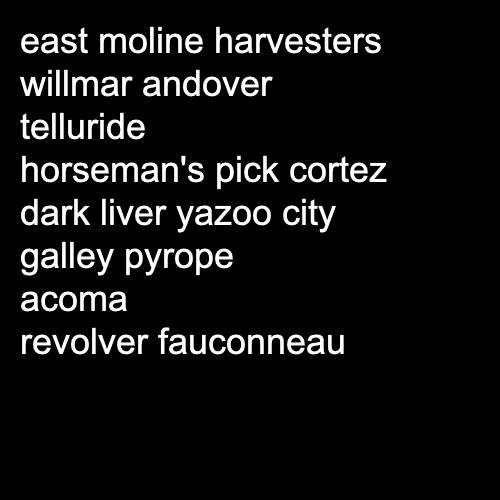 east moline harvesters
willmar andover
telluride
horseman's pick cortez
dark liver yazoo city
galley pyrope
acoma
revolver fauconneau